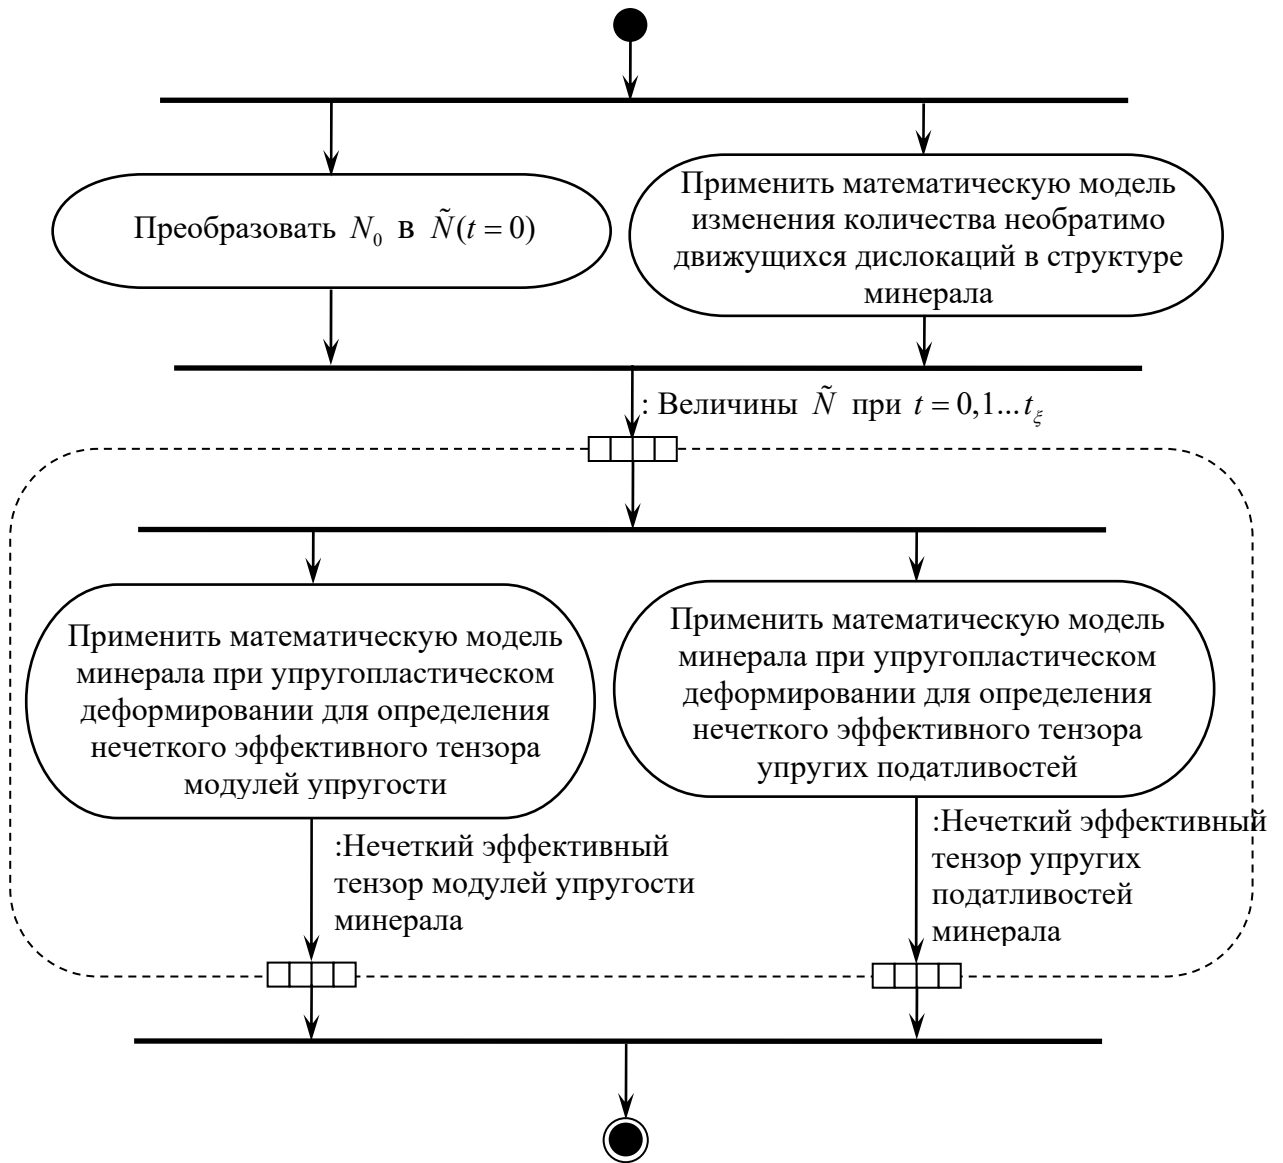 Преобразовать N₀ в Ñ(t = 0)
Применить математическую модель
изменения количества необратимо
движущихся дислокаций в структуре
минерала
: Величины Ñ при t = 0,1...t_ξ
Применить математическую модель
минерала при упругопластическом
деформировании для определения
нечеткого эффективного тензора
модулей упругости
Применить математическую модель
минерала при упругопластическом
деформировании для определения
нечеткого эффективного тензора
упругих податливостей
:Нечеткий эффективный
тензор модулей упругости
минерала
:Нечеткий эффективный
тензор упругих
податливостей
минерала